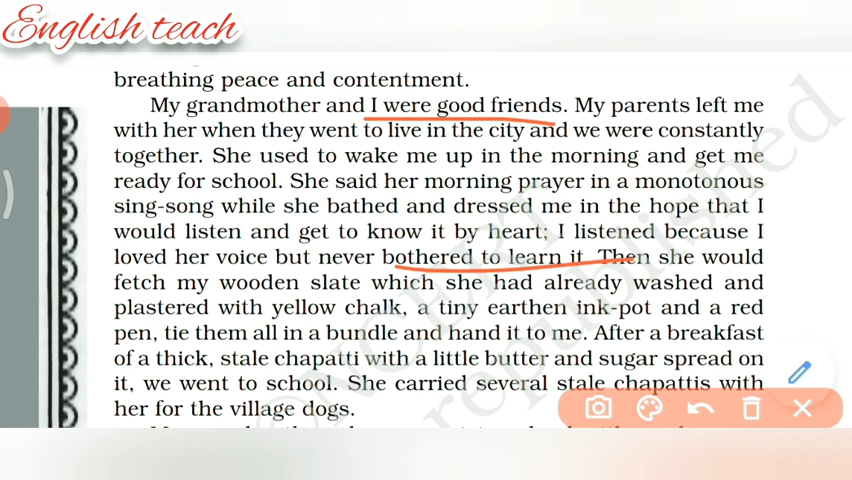 English teach
breathing peace and contentment.
My grandmother and I were good friends. My parents left me
with her when they went to live in the city and we were constantly
together. She used to wake me up in the morning and get me
ready for school. She said her morning prayer in a monotonous
sing-song while she bathed and dressed me in the hope that I
would listen and get to know it by heart; I listened because I
loved her voice but never bothered to learn it. Then she would
fetch my wooden slate which she had already washed and
plastered with yellow chalk, a tiny earthen ink-pot and a red
pen, tie them all in a bundle and hand it to me. After a breakfast
of a thick, stale chapatti with a little butter and sugar spread on
it, we went to school. She carried several stale chapattis with
her for the village dogs.
©NCERT
republished